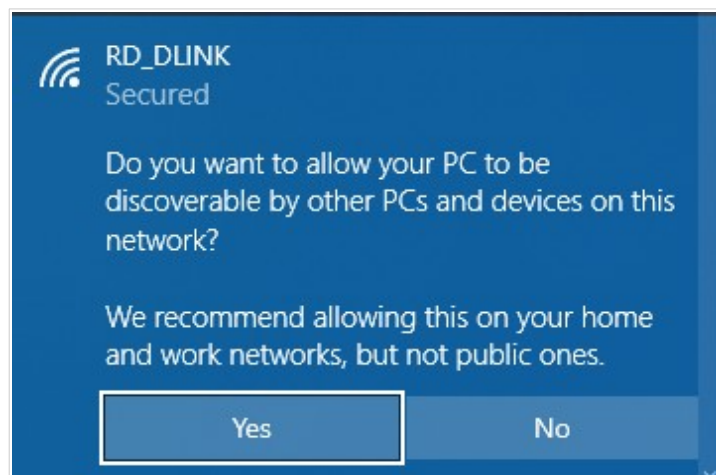 RD_DLINK
Secured
Do you want to allow your PC to be
discoverable by other PCs and devices on this
network?
We recommend allowing this on your home
and work networks, but not public ones.
Yes
No